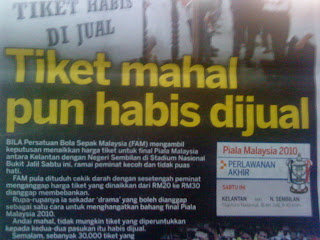 TIKET HABIS
DI JUAL
Tiket mahal
pun habis dijual
BILA Persatuan Bola Sepak Malaysia (FAM) mengambil
keputusan menaikkan harga tiket untuk final Piala Malaysia
antara Kelantan dengan Negeri Sembilan di Stadium Nasional
Bukit Jalil Sabtu ini, ramai peminat kecoh dan tidak puas
hati.
FAM pula dituduh cekik darah dengan sesetengah peminat
menganggap harga tiket yang dinaikkan dari RM20 ke RM30
dianggap membebankan.
Rupa-rupanya ia sekadar 'drama' yang boleh dianggap
sebagai satu cara untuk menghangatkan bahang final Piala
Malaysia 2010.
Andai mahal, tidak mungkin tiket yang diperuntukkan
kepada kedua-dua pasukan itu habis dijual.
Semalam, sebanyak 30,000 tiket yang
Piala Malaysia 2010
PERLAWANAN
AKHIR
SABTU INI
KELANTAN
N. SEMBILAN